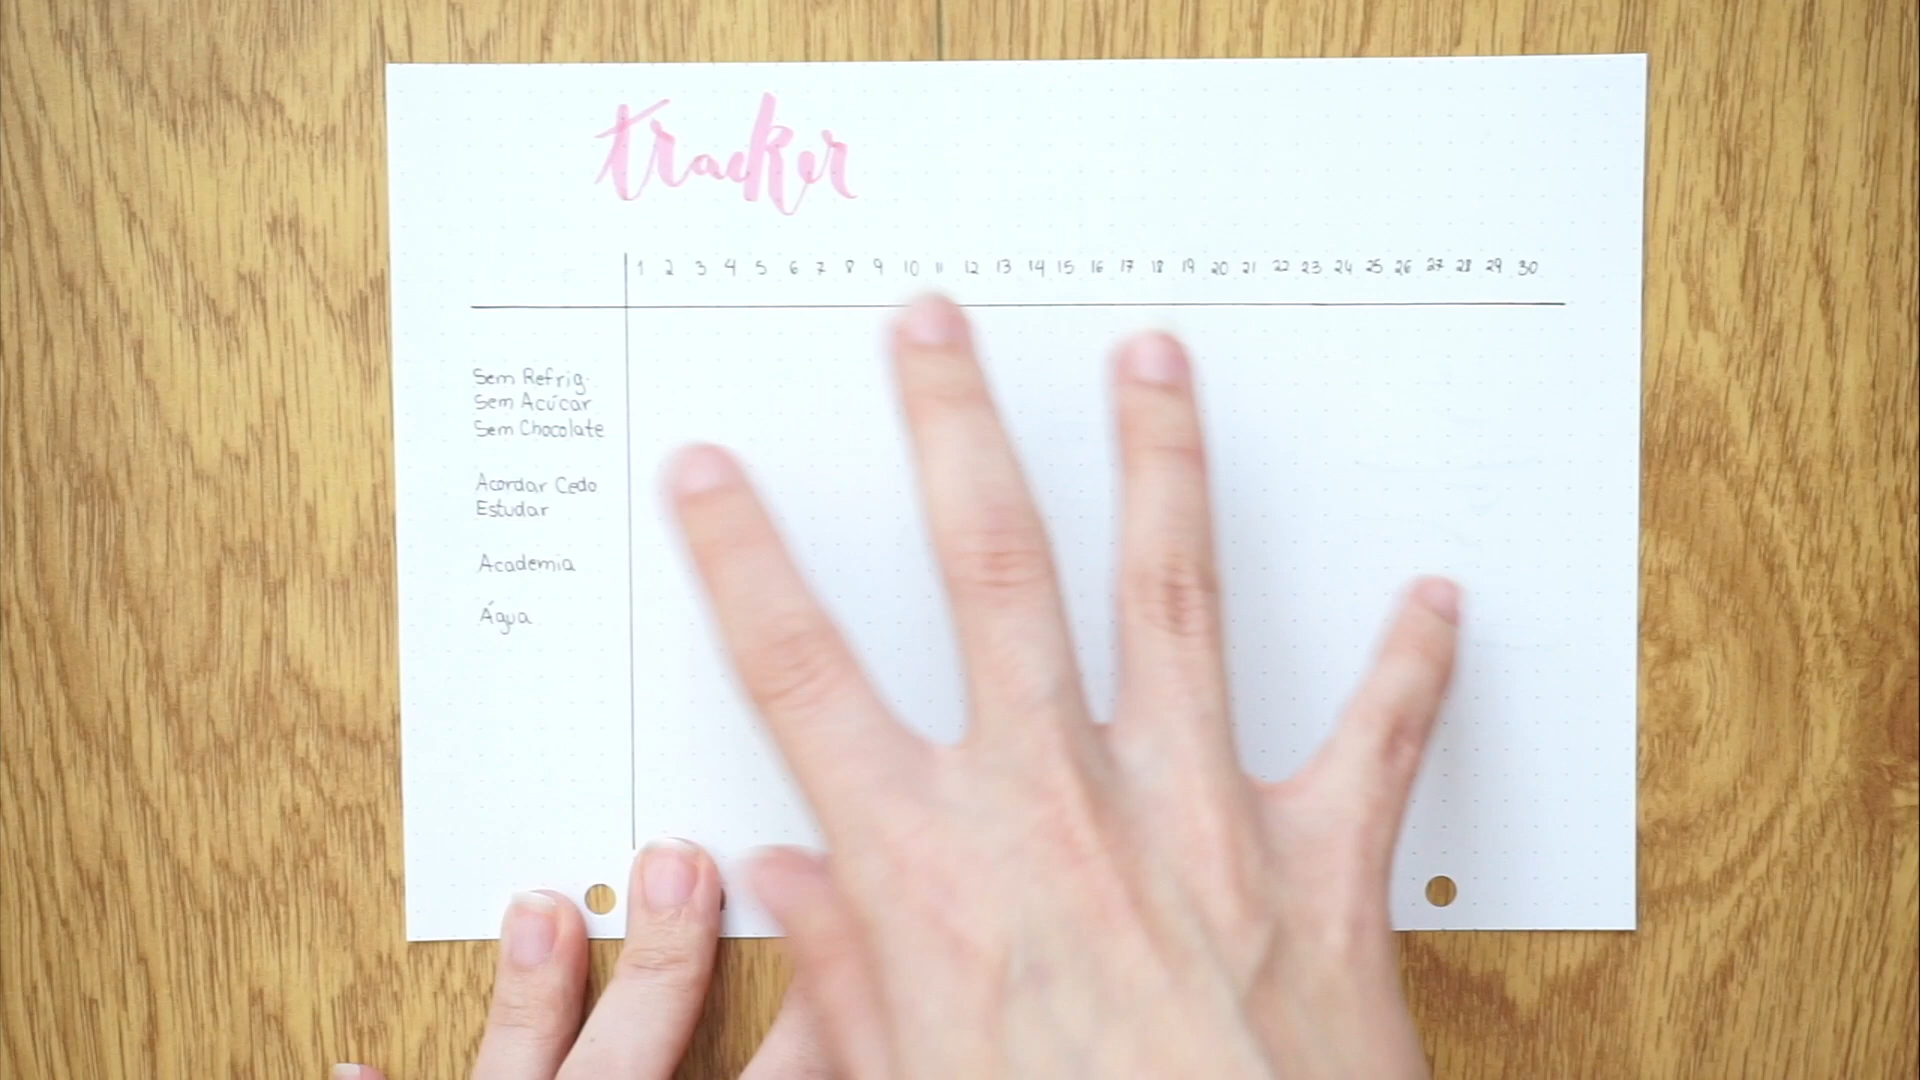 tracker
1 2 3 4 5 6 7 8 9 10 11 12 13 14 15 16 17 18 19 20 21 22 23 24 25 26 27 28 29 30
Sem Refrig.
Sem Acúcar
Sem Chocolate
Acordar Cedo
Estudar
Academia
Água